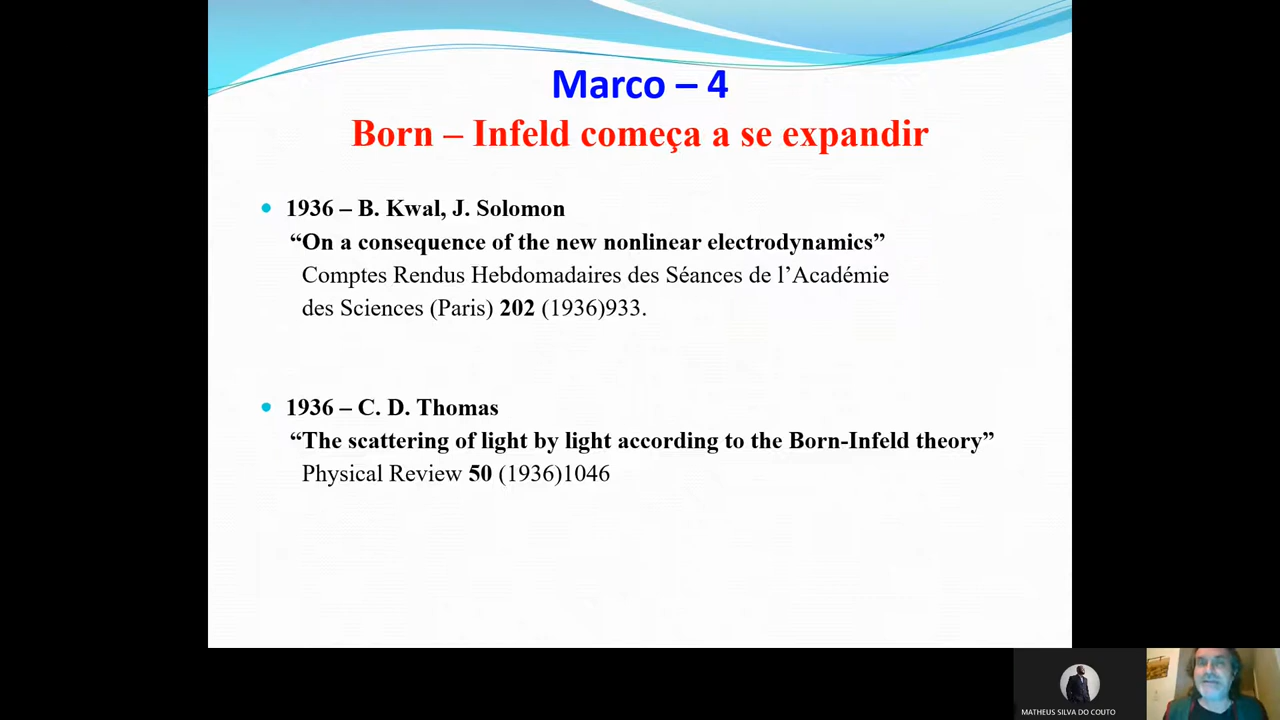 Marco – 4
Born – Infeld começa a se expandir
1936 – B. Kwal, J. Solomon
“On a consequence of the new nonlinear electrodynamics”
Comptes Rendus Hebdomadaires des Séances de l’Académie
des Sciences (Paris) 202 (1936)933.
1936 – C. D. Thomas
“The scattering of light by light according to the Born-Infeld theory”
Physical Review 50 (1936)1046
MATHEUS SILVA DO COUTO